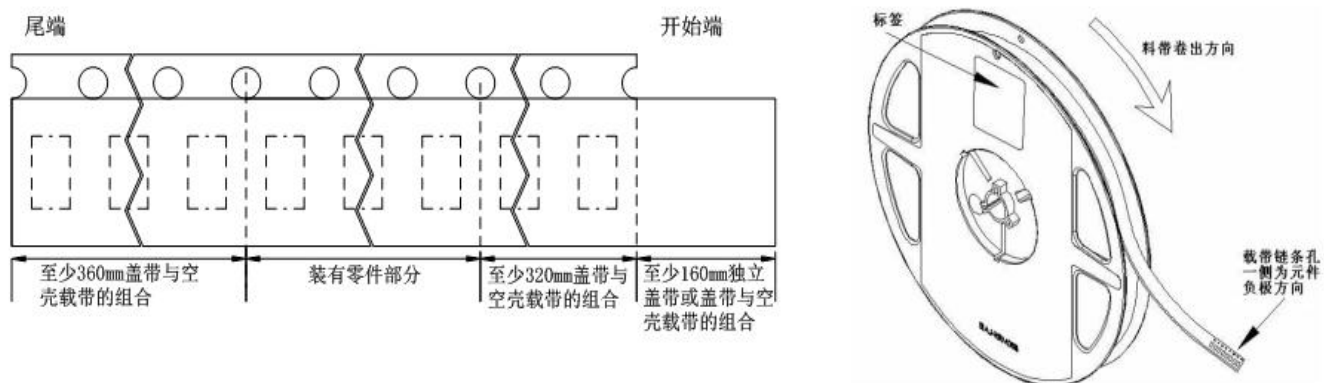 尾端
开始端
至少360mm盖带与空
壳载带的组合
装有零件部分
至少320mm盖带与
空壳载带的组合
至少160mm独立
盖带或盖带与空
壳载带的组合
标签
料带卷出方向
载带链条孔
一侧为元件
负极方向